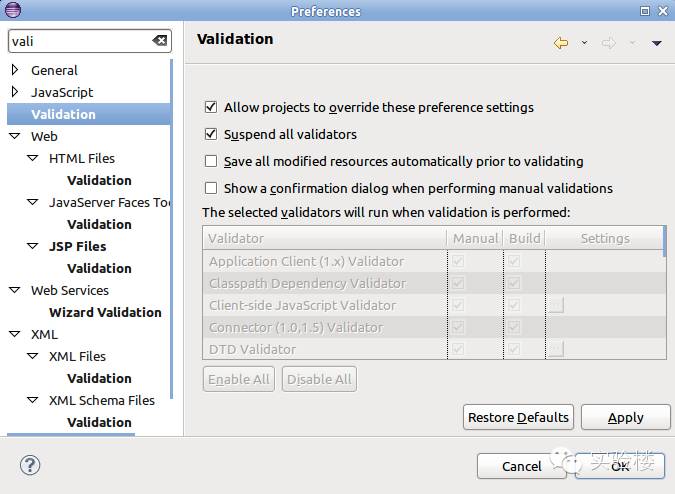 Preferences
vali
General
JavaScript
Validation
Web
HTML Files
Validation
JavaServer Faces Too
Validation
JSP Files
Validation
Web Services
Wizard Validation
XML
XML Files
Validation
XML Schema Files
Validation
Validation
Allow projects to override these preference settings
Suspend all validators
Save all modified resources automatically prior to validating
Show a confirmation dialog when performing manual validations
The selected validators will run when validation is performed:
Validator Manual Build Settings
Application Client (1.x) Validator
Classpath Dependency Validator
Client-side JavaScript Validator ...
Connector (1.0,1.5) Validator
DTD Validator ...
Enable All Disable All
Restore Defaults Apply
? Cancel OK
实验楼